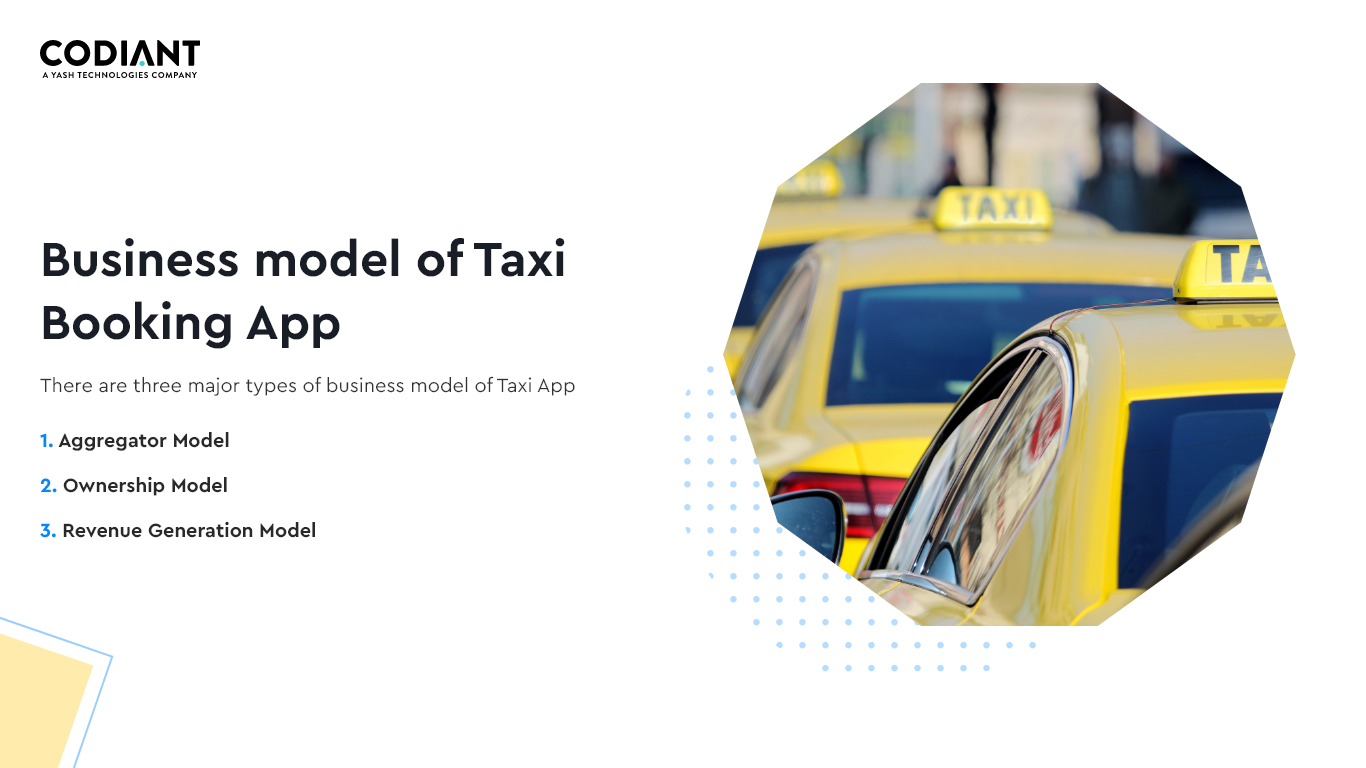 CODIANT
A YASH TECHNOLOGIES COMPANY
Business model of Taxi
Booking App
There are three major types of business model of Taxi App
1. Aggregator Model
2. Ownership Model
3. Revenue Generation Model
TAXI
TA